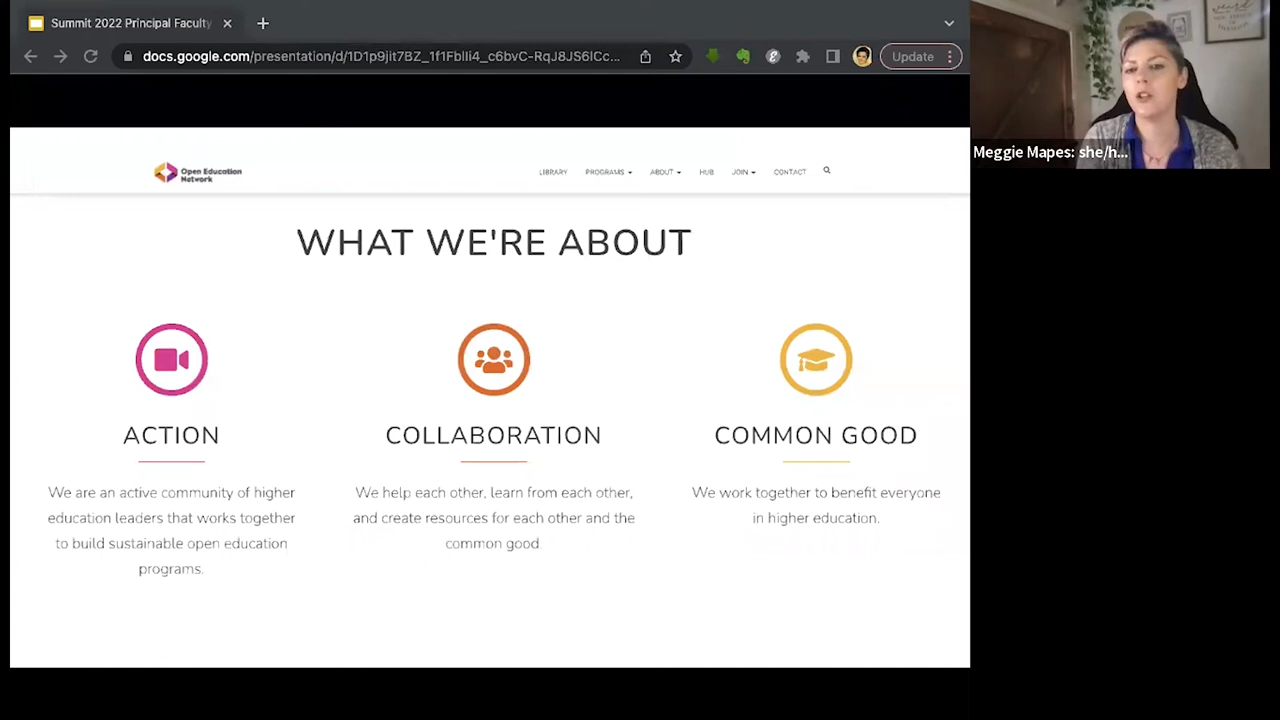 Summit 2022 Principal Faculty
docs.google.com/presentation/d/1D1p9jit7BZ_1f1Fblli4_c6bvC-RqJ8JS6lCc...
Update
Meggie Mapes: she/h...
Open Education
Network
LIBRARY PROGRAMS ABOUT HUB JOIN CONTACT
WHAT WE'RE ABOUT
ACTION
We are an active community of higher
education leaders that works together
to build sustainable open education
programs.
COLLABORATION
We help each other, learn from each other,
and create resources for each other and the
common good.
COMMON GOOD
We work together to benefit everyone
in higher education.